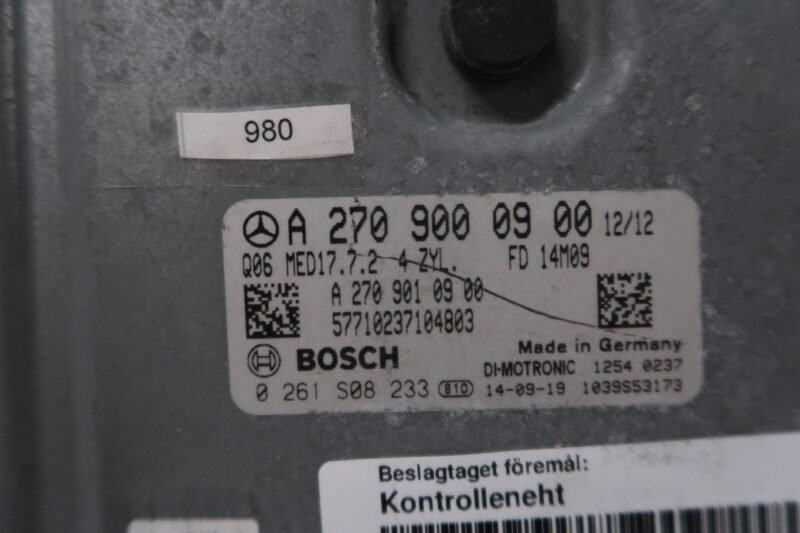 980
A 270 900 09 00 12/12
Q06 MED17.7.2 4 ZYL. FD 14M09
A 270 901 09 00
57710237104803
BOSCH
Made in Germany
DI-MOTRONIC 1254 0237
0 261 S08 233 810 14-09-19 1039S53173
Beslagtaget föremål:
Kontrolleneht